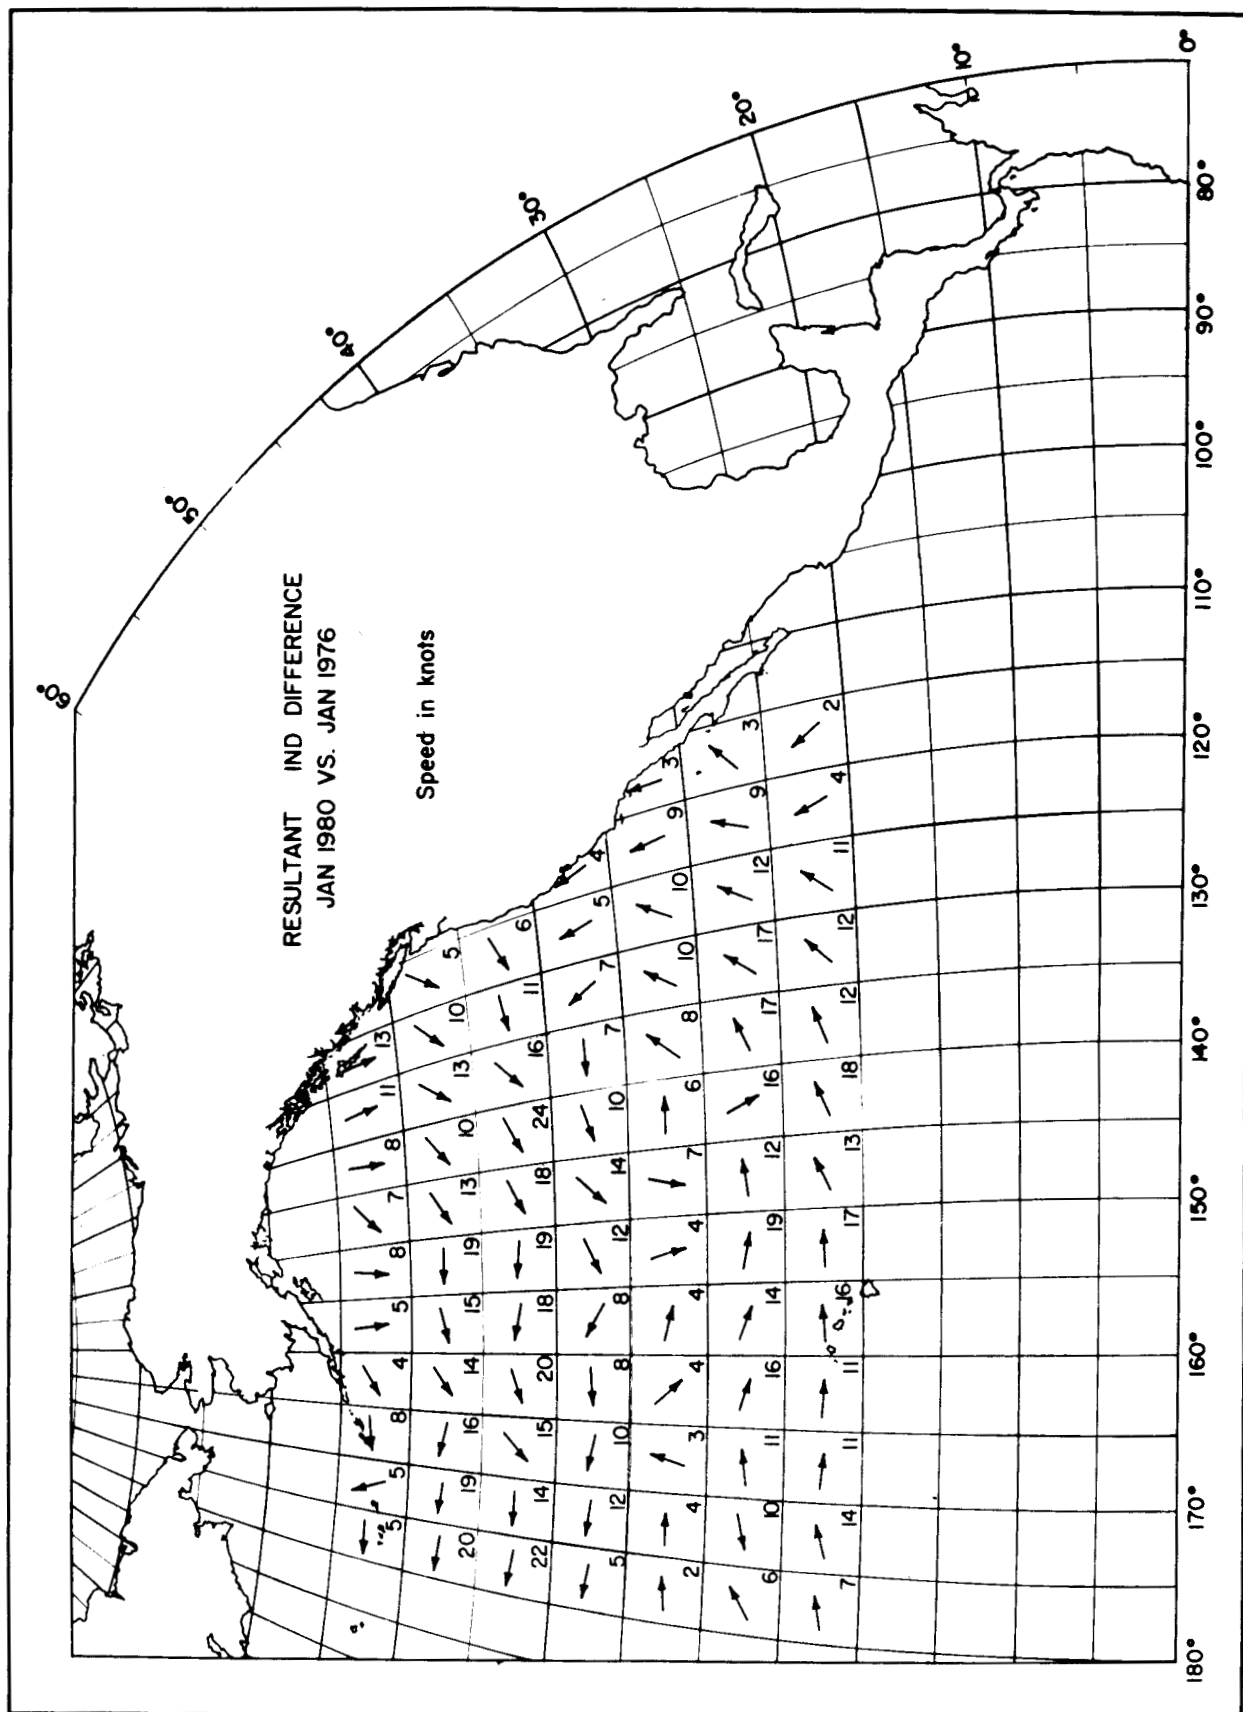 RESULTANT IND DIFFERENCE
JAN 1980 VS. JAN 1976
Speed in knots
60°
50°
40°
30°
20°
10°
0°
5 5 8 4 5 8 7 8 11 13
20 19 16 14 15 19 13 10 13 10 5
22 14 15 20 18 19 18 24 16 11 6
5 12 10 8 8 12 14 10 7 7 5 4
2 4 3 4 4 4 7 6 8 10 10 9 3
6 10 11 16 14 19 12 16 17 17 12 9 3
7 14 11 11 16 17 13 18 12 12 11 4 2
180° 170° 160° 150° 140° 130° 120° 110° 100° 90° 80°